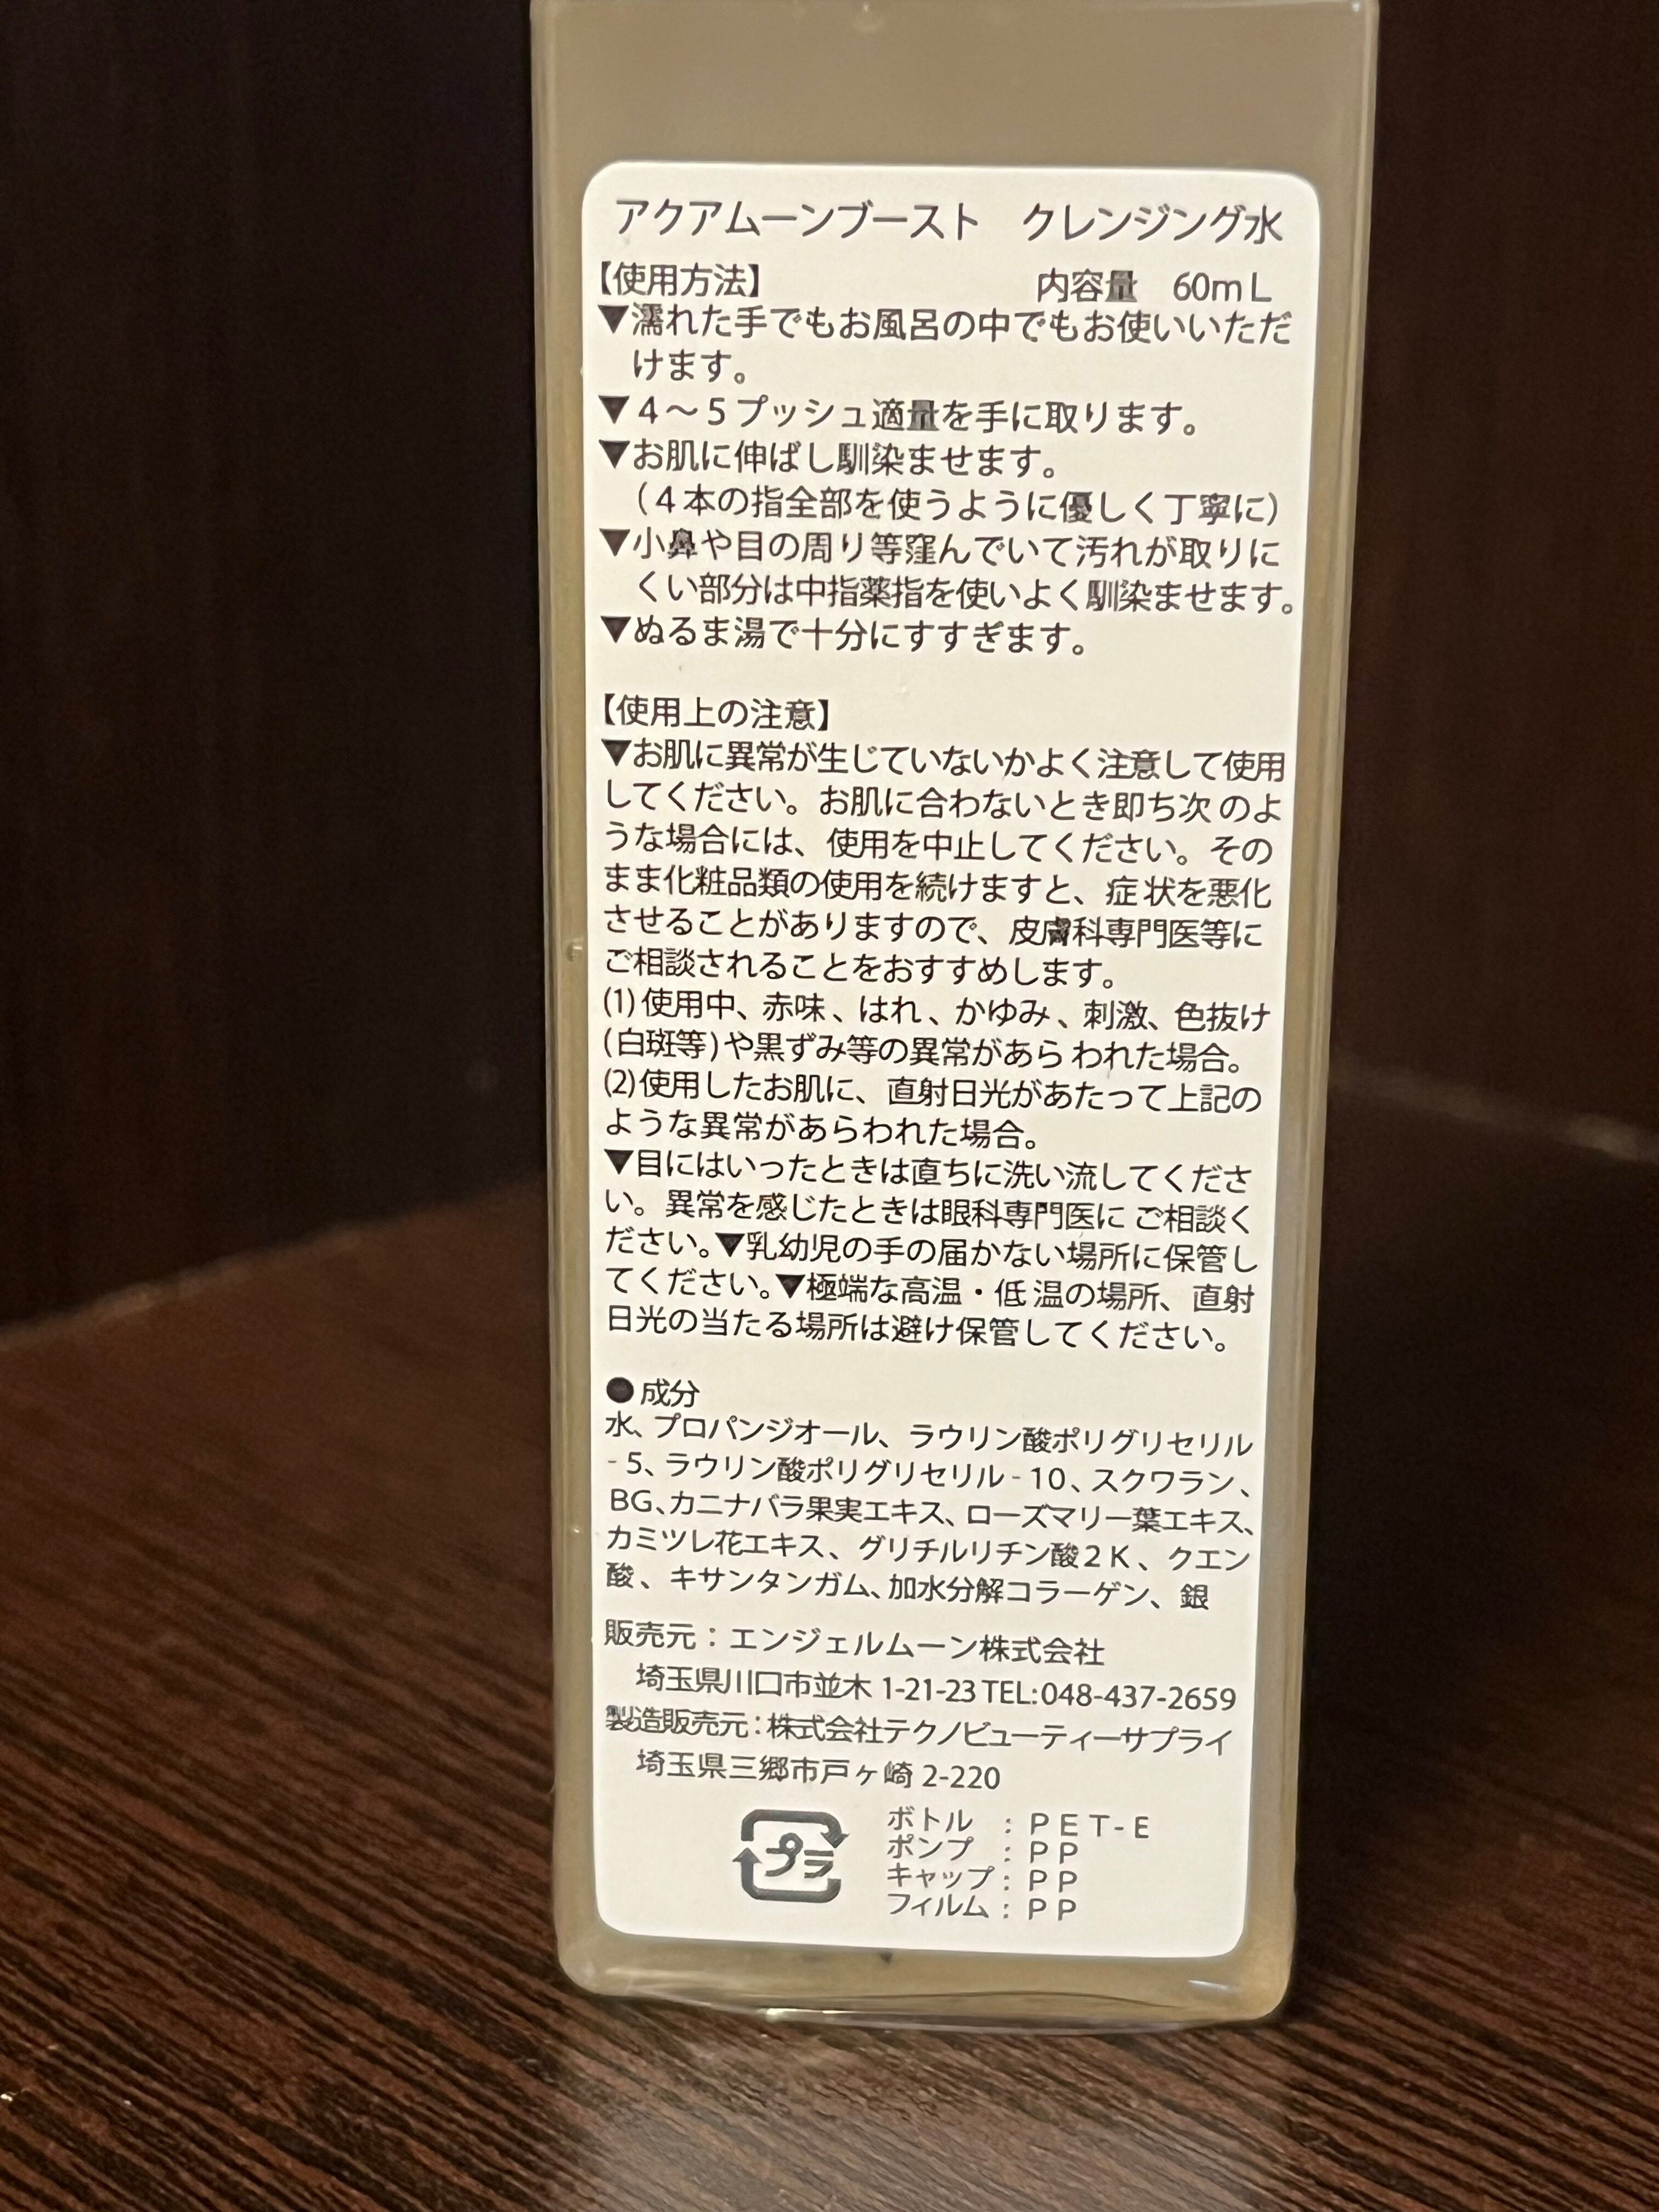 アクアムーンブースト　クレンジング水
【使用方法】　内容量　60mL
▼濡れた手でもお風呂の中でもお使いいただ
けます。
▼4～5プッシュ適量を手に取ります。
▼お肌に伸ばし馴染ませます。
（4本の指全部を使うように優しく丁寧に）
▼小鼻や目の周り等窪んでいて汚れが取りに
くい部分は中指薬指を使いよく馴染ませます。
▼ぬるま湯で十分にすすぎます。
【使用上の注意】
▼お肌に異常が生じていないかよく注意して使用
してください。お肌に合わないとき即ち次のよ
うな場合には、使用を中止してください。その
まま化粧品類の使用を続けますと、症状を悪化
させることがありますので、皮膚科専門医等に
ご相談されることをおすすめします。
(1)使用中、赤味、はれ、かゆみ、刺激、色抜け
(白斑等)や黒ずみ等の異常があらわれた場合。
(2)使用したお肌に、直射日光があたって上記の
ような異常があらわれた場合。
▼目にはいったときは直ちに洗い流してくださ
い。異常を感じたときは眼科専門医にご相談く
ださい。▼乳幼児の手の届かない場所に保管し
てください。▼極端な高温・低温の場所、直射
日光の当たる場所は避け保管してください。
●成分
水、プロパンジオール、ラウリン酸ポリグリセリル
-5、ラウリン酸ポリグリセリル-10、スクワラン、
BG、カニナバラ果実エキス、ローズマリー葉エキス、
カミツレ花エキス、グリチルリチン酸2K、クエン
酸、キサンタンガム、加水分解コラーゲン、銀
販売元：エンジェルムーン株式会社
埼玉県川口市並木1-21-23 TEL:048-437-2659
製造販売元：株式会社テクノビューティーサプライ
埼玉県三郷市戸ヶ崎2-220
プラ
ボトル：PET-E
ポンプ：PP
キャップ：PP
フィルム：PP